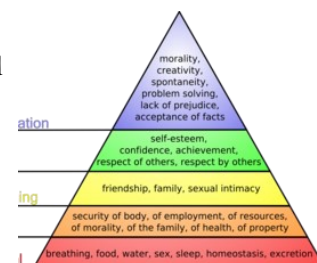 morality,
creativity,
spontaneity,
problem solving,
lack of prejudice,
acceptance of facts
ation
self-esteem,
confidence, achievement,
respect of others, respect by others
friendship, family, sexual intimacy
ing
security of body, of employment, of resources,
of morality, of the family, of health, of property
breathing, food, water, sex, sleep, homeostasis, excretion